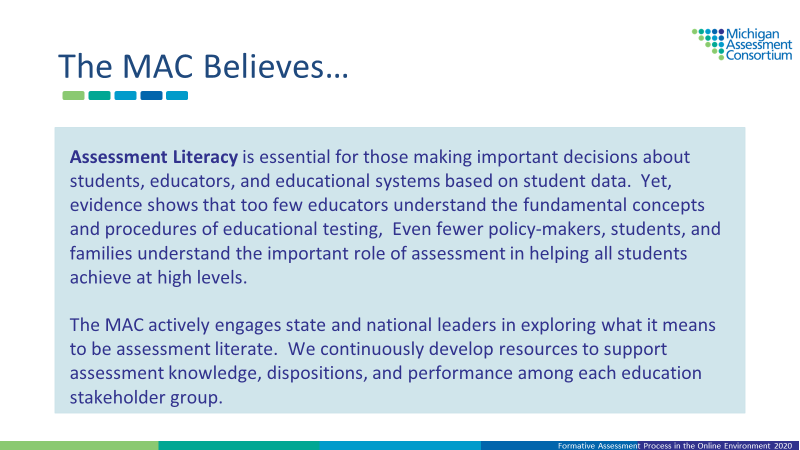 Michigan
Assessment
Consortium
The MAC Believes…
Assessment Literacy is essential for those making important decisions about
students, educators, and educational systems based on student data.  Yet,
evidence shows that too few educators understand the fundamental concepts
and procedures of educational testing,  Even fewer policy-makers, students, and
families understand the important role of assessment in helping all students
achieve at high levels.
The MAC actively engages state and national leaders in exploring what it means
to be assessment literate.  We continuously develop resources to support
assessment knowledge, dispositions, and performance among each education
stakeholder group.
Formative Assessment Process in the Online Environment 2020